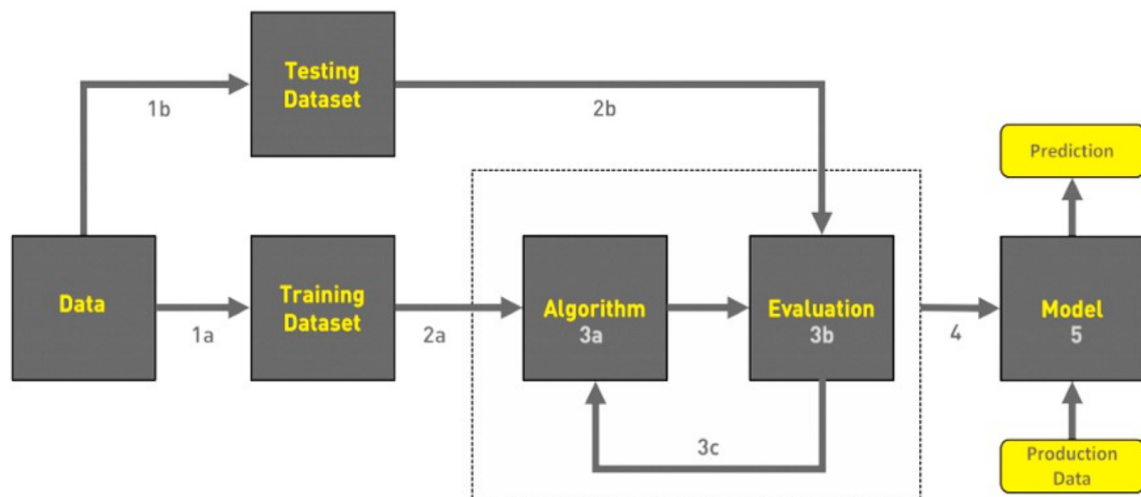 Testing
Dataset
1b
2b
Prediction
Data
1a
Training
Dataset
2a
Algorithm
3a
Evaluation
3b
4
Model
5
3c
Production
Data